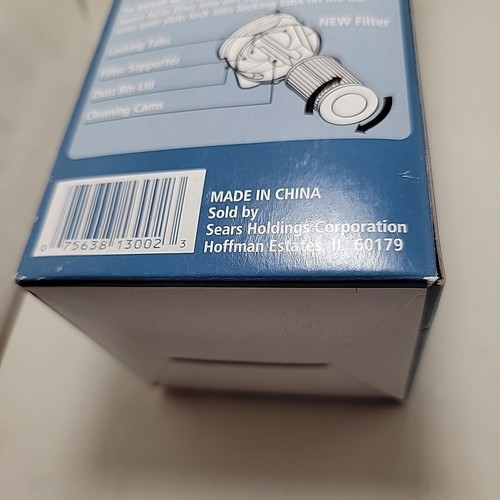 NEW Filter
Locking Tabs
Filter Supporter
Dust Bin Lid
Cleaning Cams
MADE IN CHINA
Sold by
Sears Holdings Corporation
Hoffman Estates, IL 60179
0 75638 13002 3